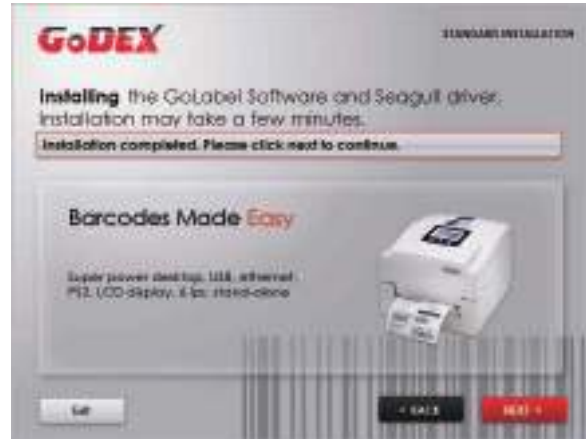 GoDEX
STANDARD INSTALLATION
Installing the GoLabel Software and Seagull driver.
Installation may take a few minutes.
Installation completed. Please click next to continue.
Barcodes Made Easy
Super power desktop, USB, ethernet,
PS2, LCD display, 6 ips, stand-alone
Exit
< BACK
NEXT >